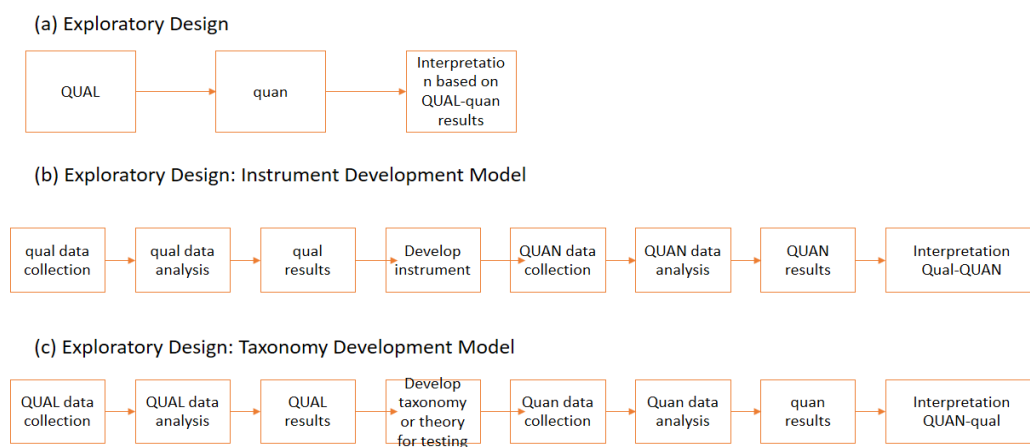 (a) Exploratory Design
QUAL
quan
Interpretatio
n based on
QUAL-quan
results
(b) Exploratory Design: Instrument Development Model
qual data
collection
qual data
analysis
qual
results
Develop
instrument
QUAN data
collection
QUAN data
analysis
QUAN
results
Interpretation
Qual-QUAN
(c) Exploratory Design: Taxonomy Development Model
QUAL data
collection
QUAL data
analysis
QUAL
results
Develop
taxonomy
or theory
for testing
Quan data
collection
Quan data
analysis
quan
results
Interpretation
QUAN-qual